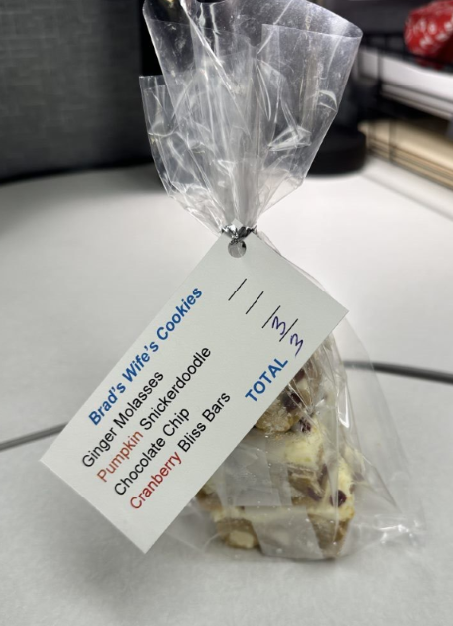 Brad's Wife's Cookies
Ginger Molasses —
Pumpkin Snickerdoodle —
Chocolate Chip —
Cranberry Bliss Bars 3
TOTAL 3